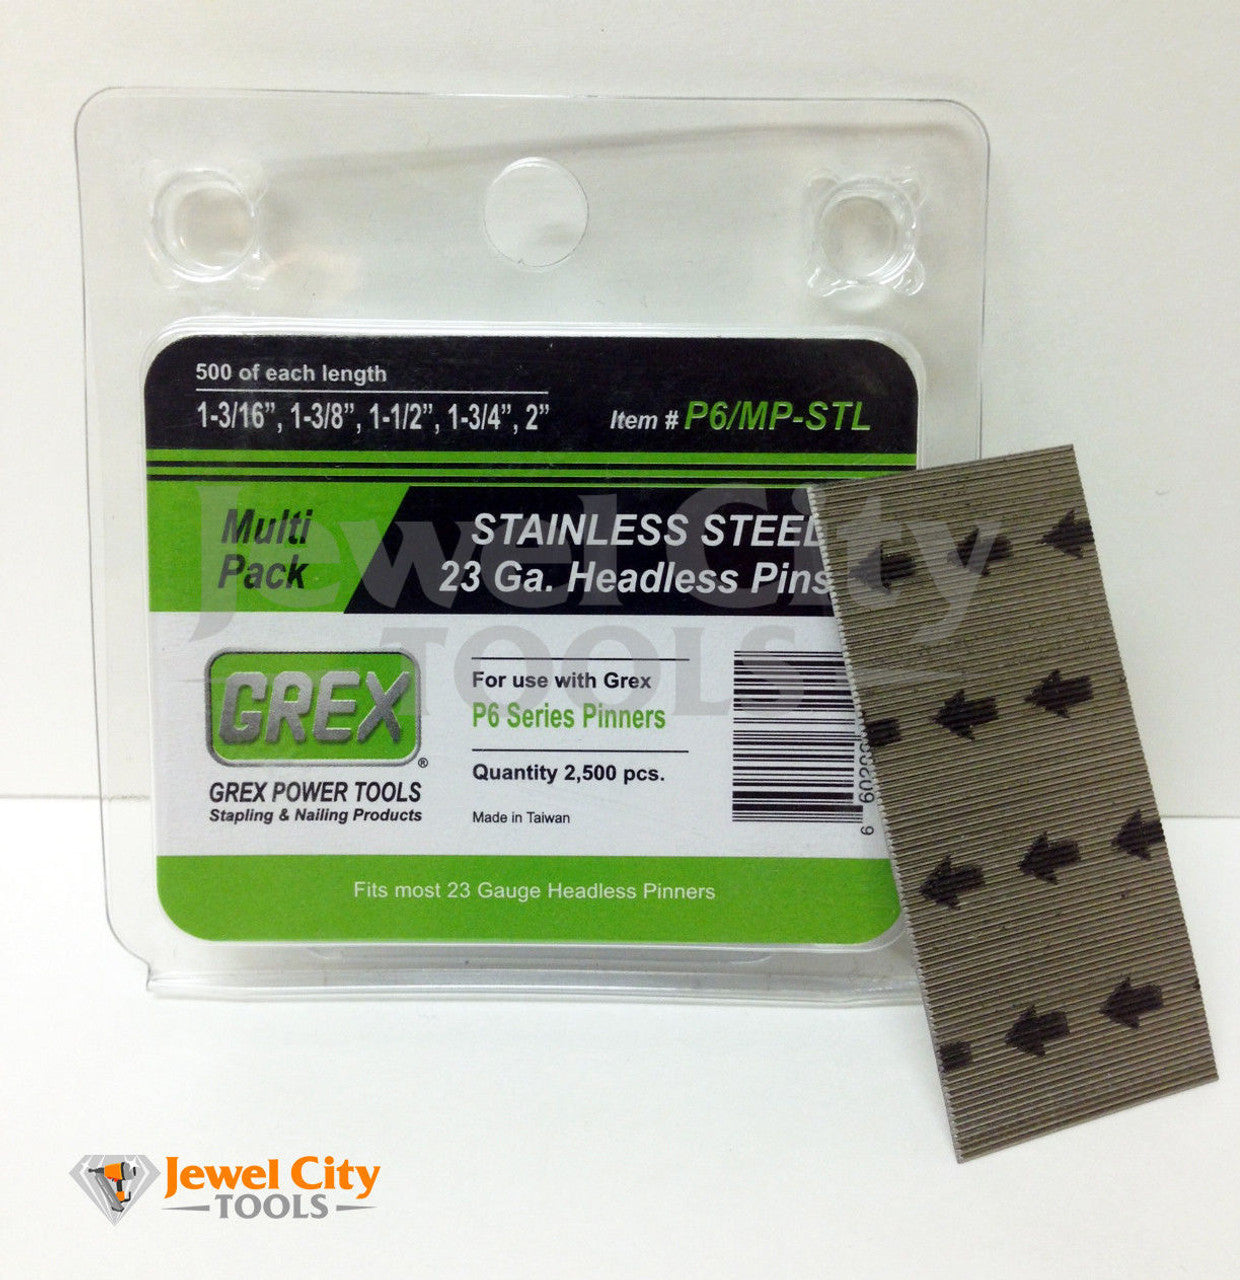 500 of each length
1-3/16", 1-3/8", 1-1/2", 1-3/4", 2"
Item # P6/MP-STL
Multi
Pack
STAINLESS STEEL
23 Ga. Headless Pins
Jewel City
TOOLS
GREX
®
GREX POWER TOOLS
Stapling & Nailing Products
For use with Grex
P6 Series Pinners
Quantity 2,500 pcs.
Made in Taiwan
Fits most 23 Gauge Headless Pinners
Jewel City
TOOLS